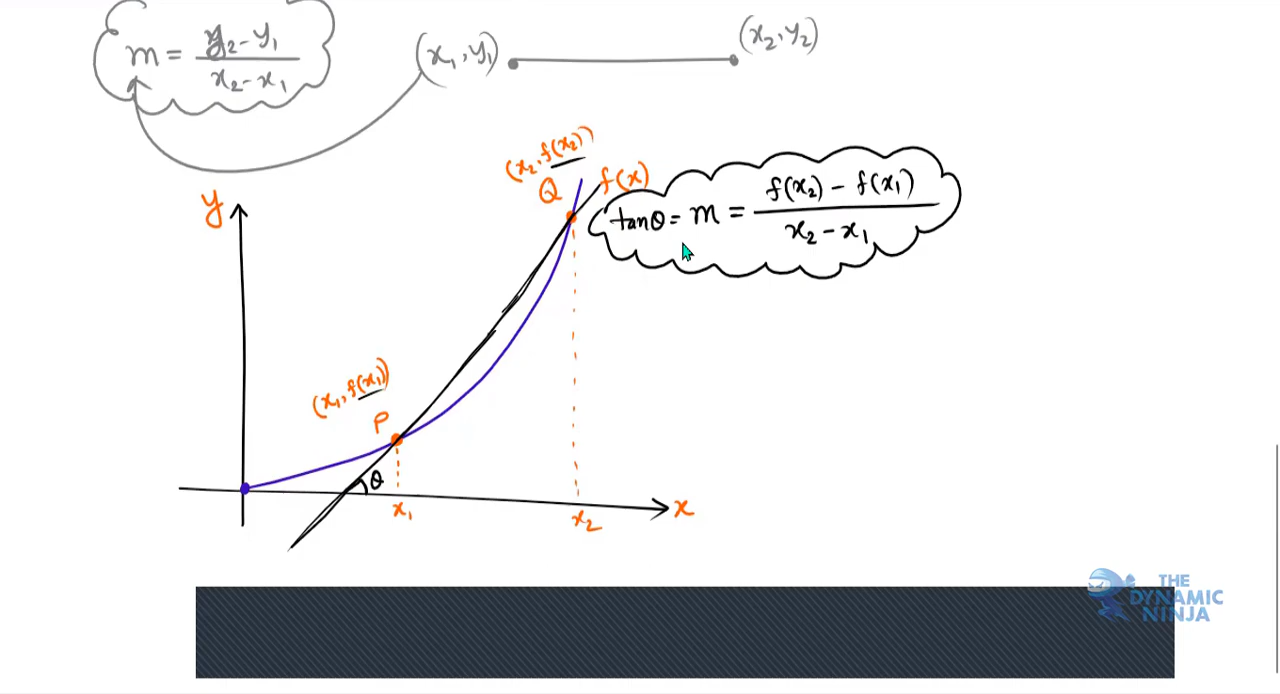 m = y₂ - y₁ / x₂ - x₁
(x₁, y₁)
(x₂, y₂)
(x₂, f(x₂))
Q
f(x)
tanθ = m = f(x₂) - f(x₁) / x₂ - x₁
y
(x₁, f(x₁))
P
θ
x₁
x₂
x
THE
DYNAMIC
NINJA